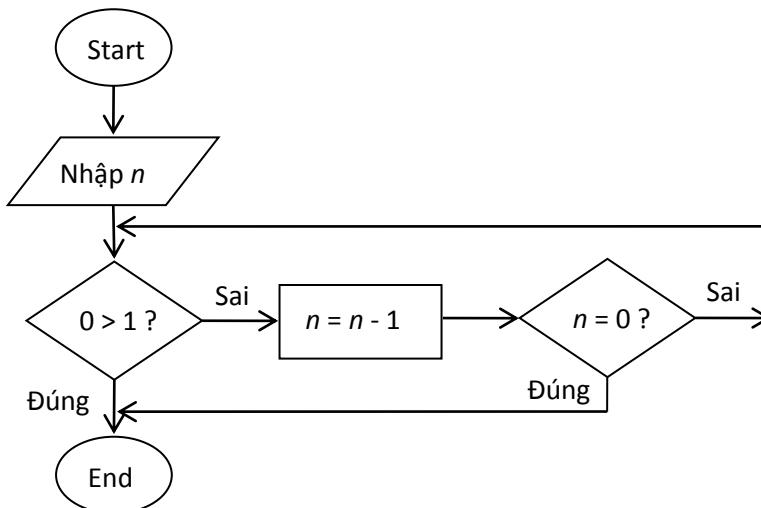 Start
Nhập n
0 > 1 ?
Sai
n = n - 1
n = 0 ?
Sai
Đúng
Đúng
End